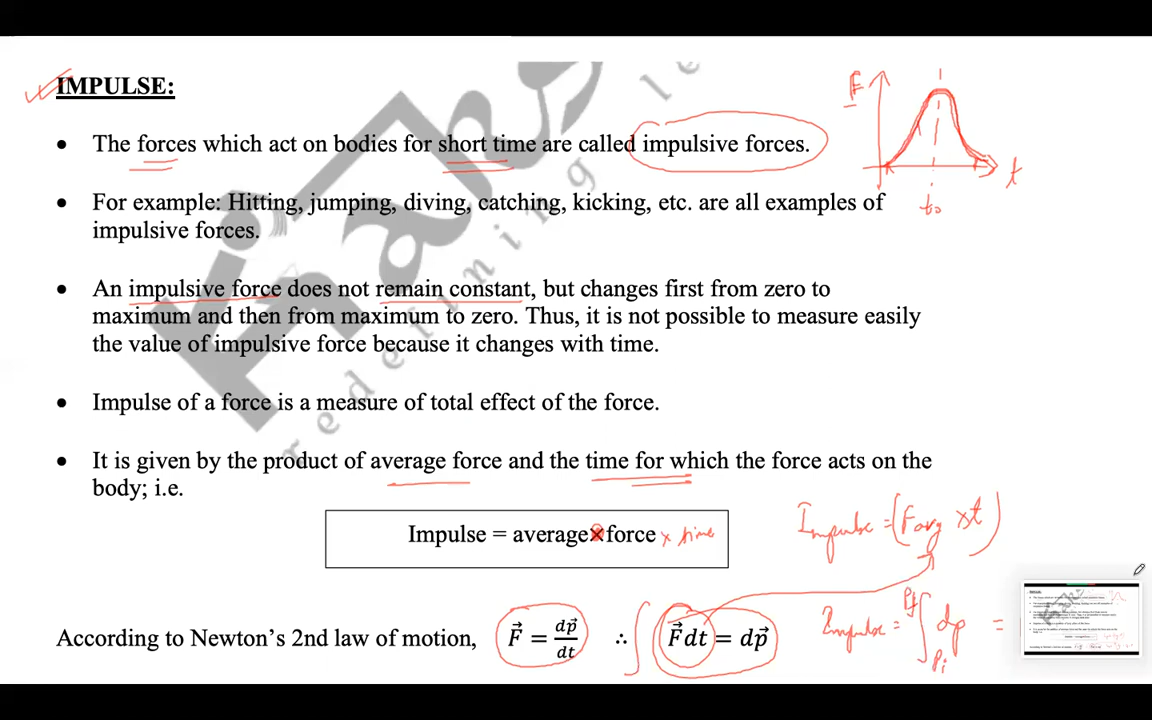 IMPULSE:
F
• The forces which act on bodies for short time are called impulsive forces.
t
• For example: Hitting, jumping, diving, catching, kicking, etc. are all examples of
t₀
impulsive forces.
• An impulsive force does not remain constant, but changes first from zero to
maximum and then from maximum to zero. Thus, it is not possible to measure easily
the value of impulsive force because it changes with time.
• Impulse of a force is a measure of total effect of the force.
redefining le
• It is given by the product of average force and the time for which the force acts on the
body; i.e.
Impulse = average×force × time
Impulse = (Favg × t)
According to Newton's 2nd law of motion, F⃗ = dp⃗/dt ∴ ∫ F⃗dt = dp⃗
Impulse = ∫ Pf Pi dp =